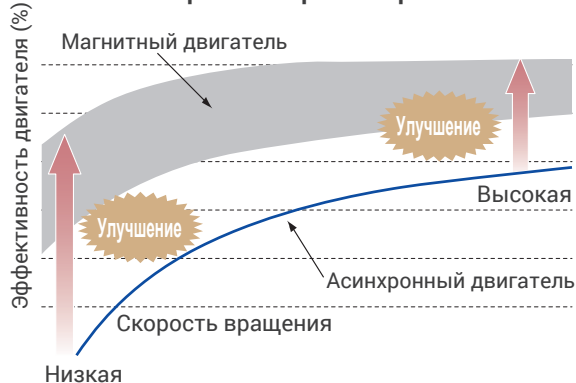 Эффективность двигателя (%)
Магнитный двигатель
Улучшение
Высокая
Улучшение
Асинхронный двигатель
Скорость вращения
Низкая